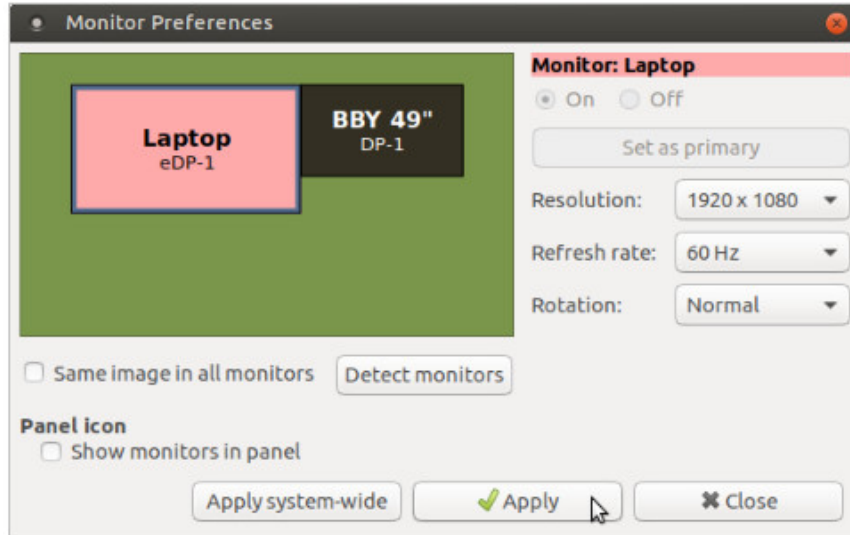 Monitor Preferences
Laptop
eDP-1
BBY 49"
DP-1
Monitor: Laptop
On Off
Set as primary
Resolution: 1920 x 1080
Refresh rate: 60 Hz
Rotation: Normal
Same image in all monitors Detect monitors
Panel icon
Show monitors in panel
Apply system-wide Apply Close